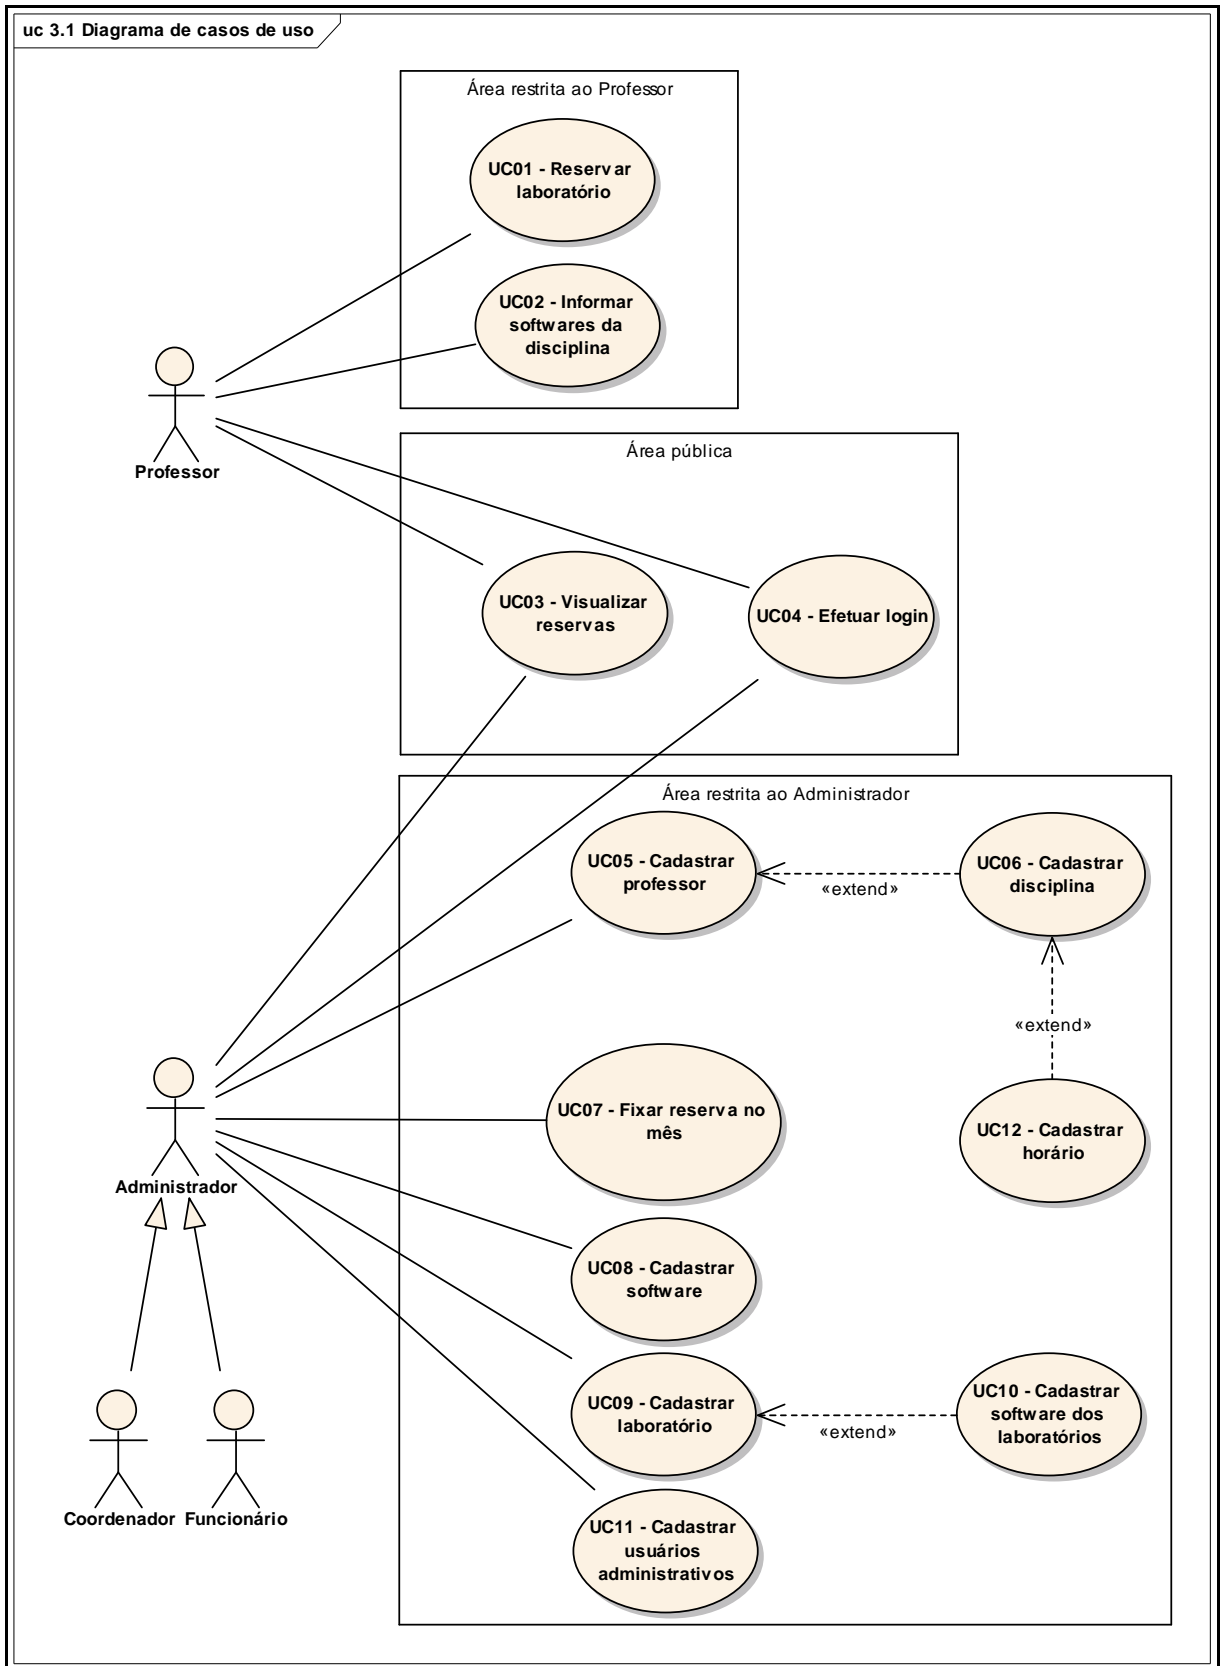 uc 3.1 Diagrama de casos de uso
Área restrita ao Professor
UC01 - Reservar
laboratório
UC02 - Informar
softwares da
disciplina
Professor
Área pública
UC03 - Visualizar
reservas
UC04 - Efetuar login
Área restrita ao Administrador
UC05 - Cadastrar
professor
«extend»
UC06 - Cadastrar
disciplina
«extend»
UC07 - Fixar reserva no
mês
UC12 - Cadastrar
horário
Administrador
UC08 - Cadastrar
software
UC09 - Cadastrar
laboratório
«extend»
UC10 - Cadastrar
software dos
laboratórios
Coordenador
Funcionário
UC11 - Cadastrar
usuários
administrativos